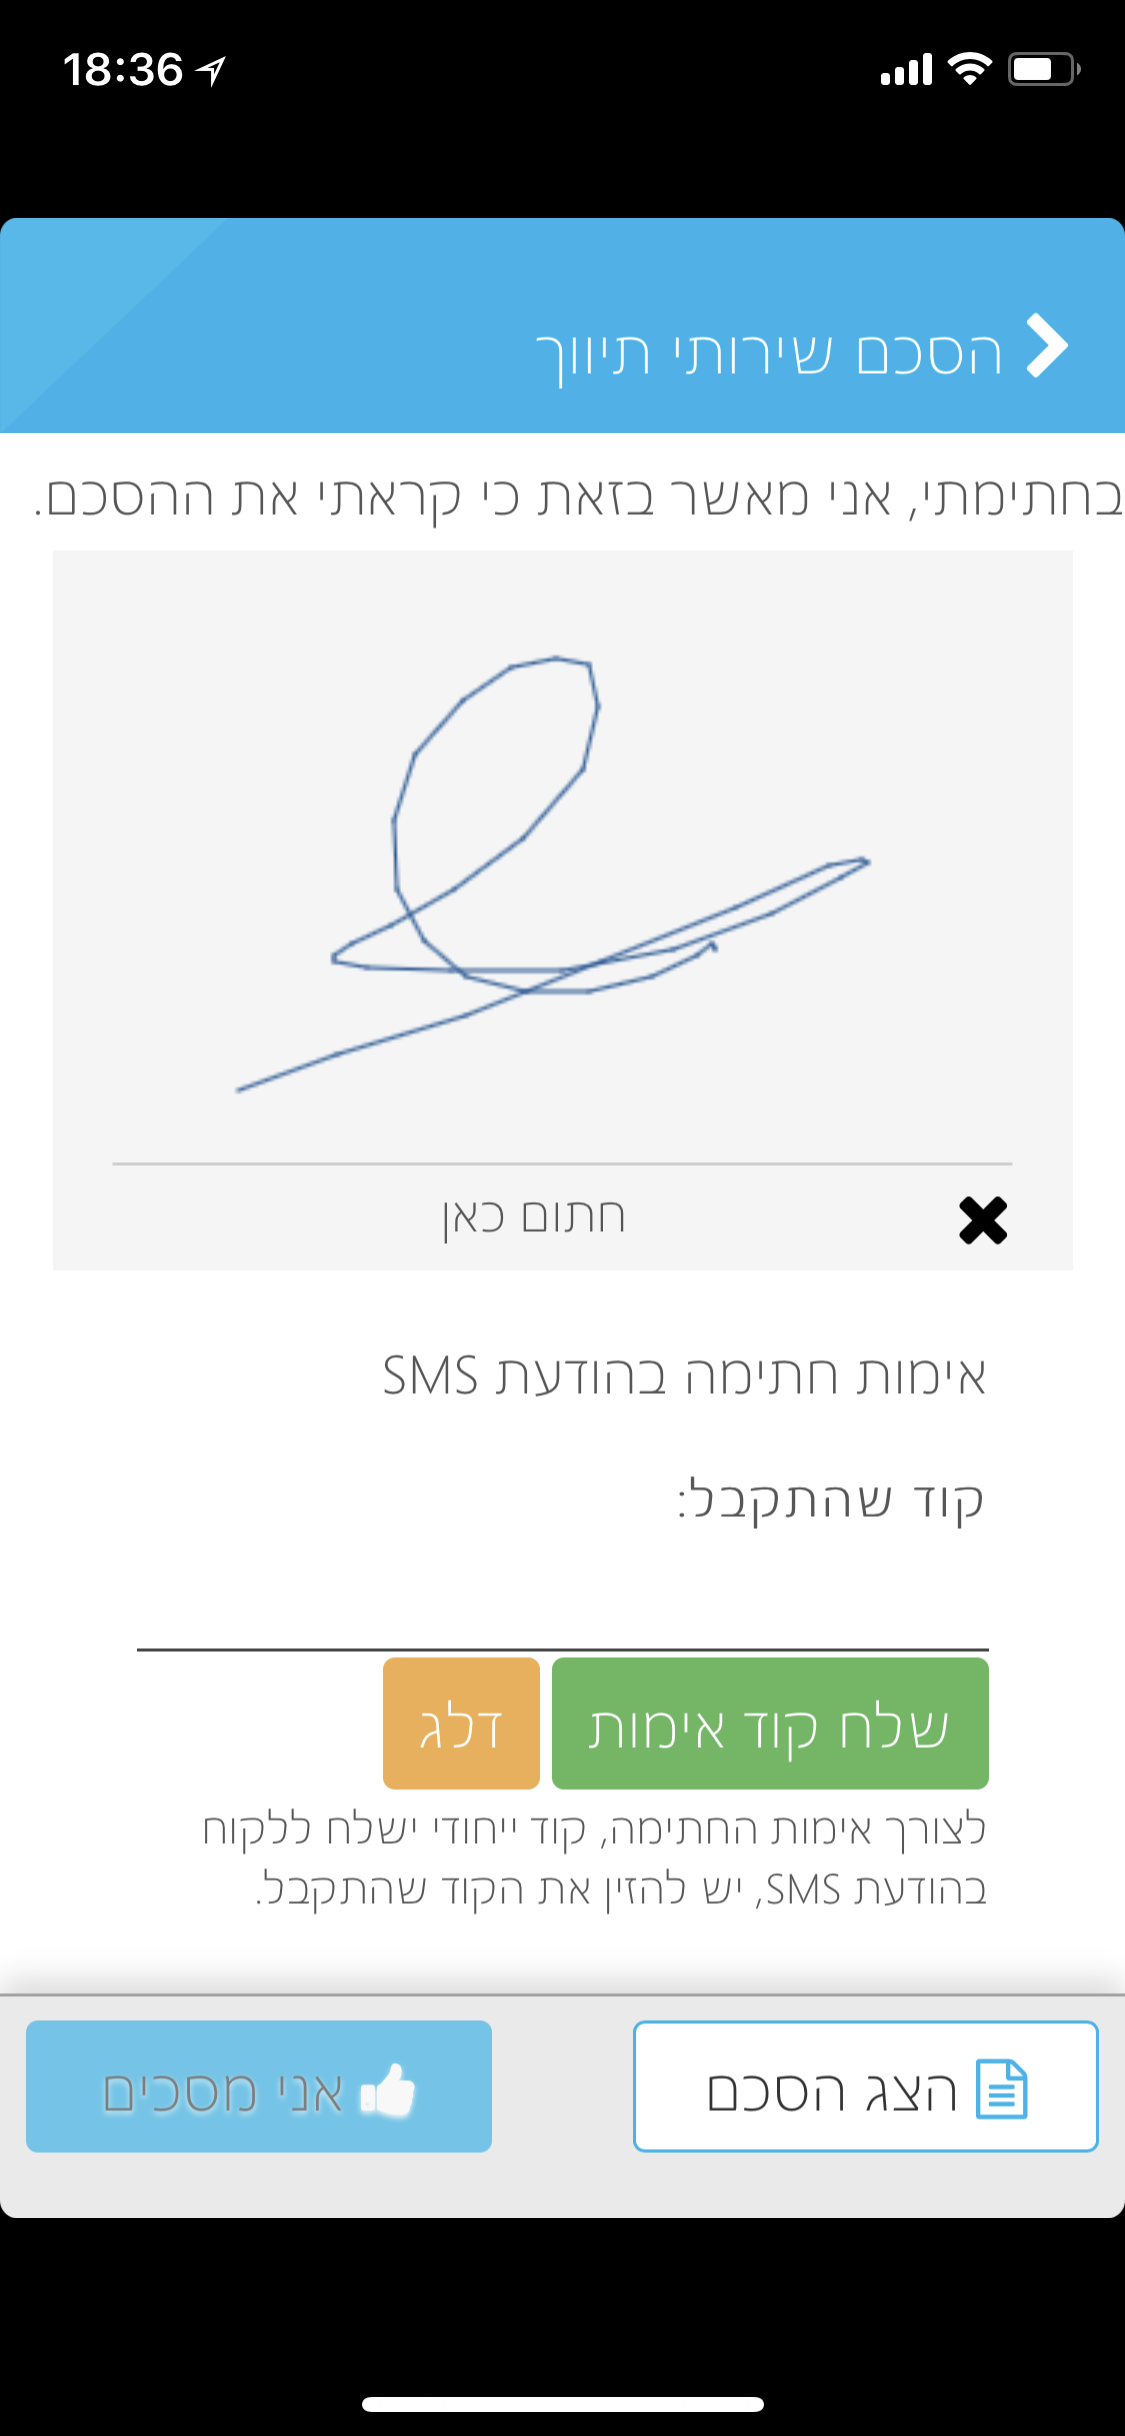 18:36
הסכם שירותי תיווך
בחתימתי, אני מאשר בזאת כי קראתי את ההסכם.
חתום כאן
אימות חתימה בהודעת SMS
קוד שהתקבל:
שלח קוד אימות
דלג
לצורך אימות החתימה, קוד ייחודי ישלח ללקוח
בהודעת SMS, יש להזין את הקוד שהתקבל.
הצג הסכם
אני מסכים